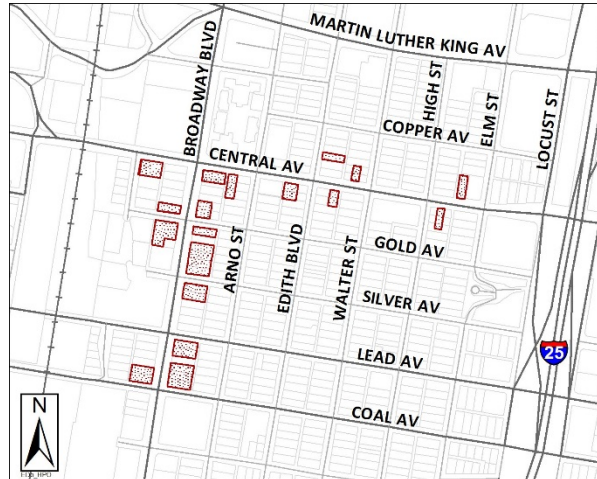 MARTIN LUTHER KING AV
BROADWAY BLVD
HIGH ST
ELM ST
LOCUST ST
COPPER AV
CENTRAL AV
ARNO ST
EDITH BLVD
WALTER ST
GOLD AV
SILVER AV
25
LEAD AV
COAL AV
N